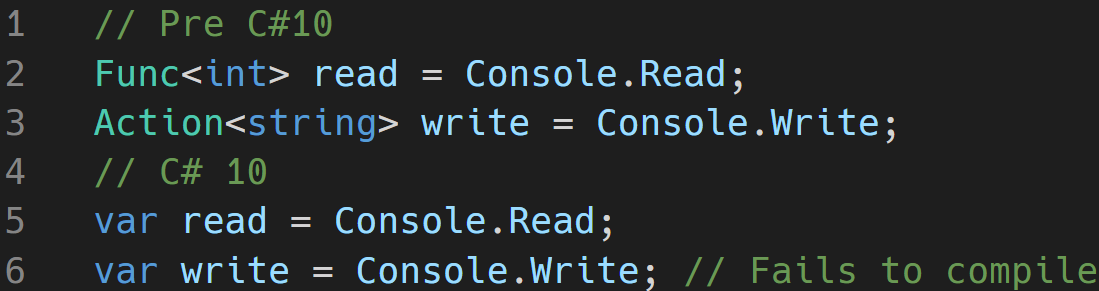 1 // Pre C#10
2 Func<int> read = Console.Read;
3 Action<string> write = Console.Write;
4 // C# 10
5 var read = Console.Read;
6 var write = Console.Write; // Fails to compile